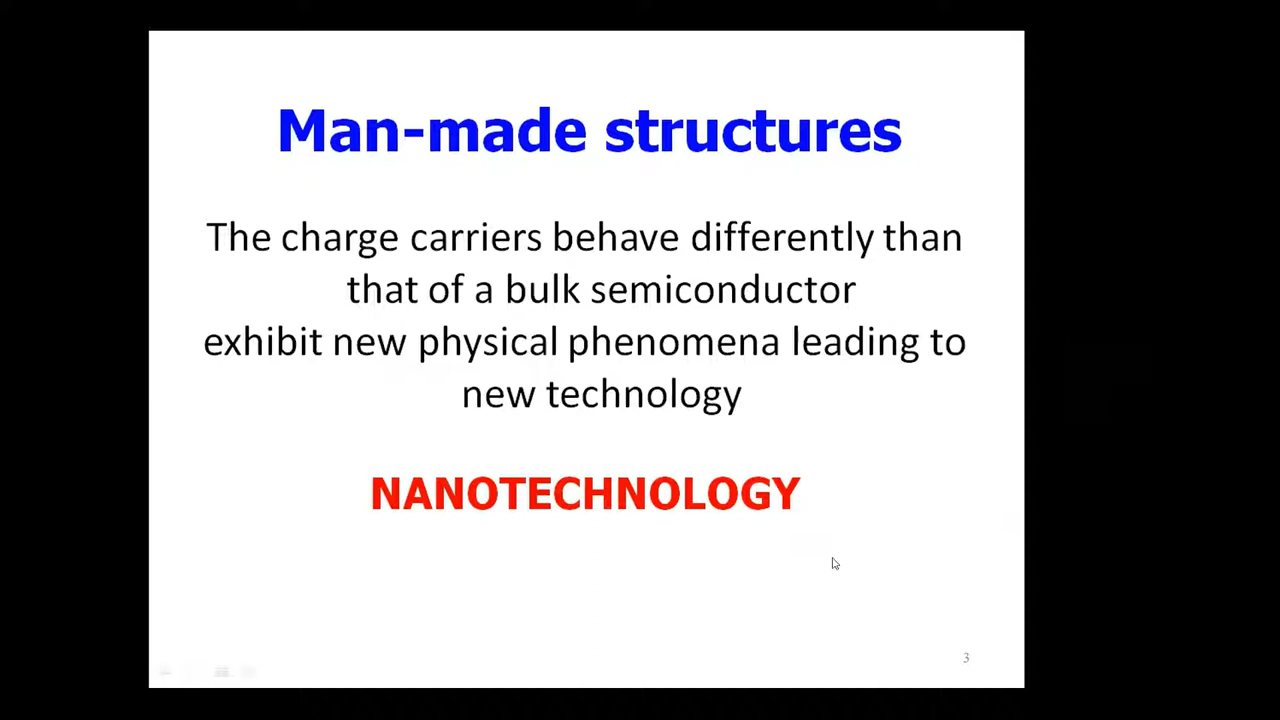 Man-made structures
The charge carriers behave differently than
that of a bulk semiconductor
exhibit new physical phenomena leading to
new technology
NANOTECHNOLOGY
3